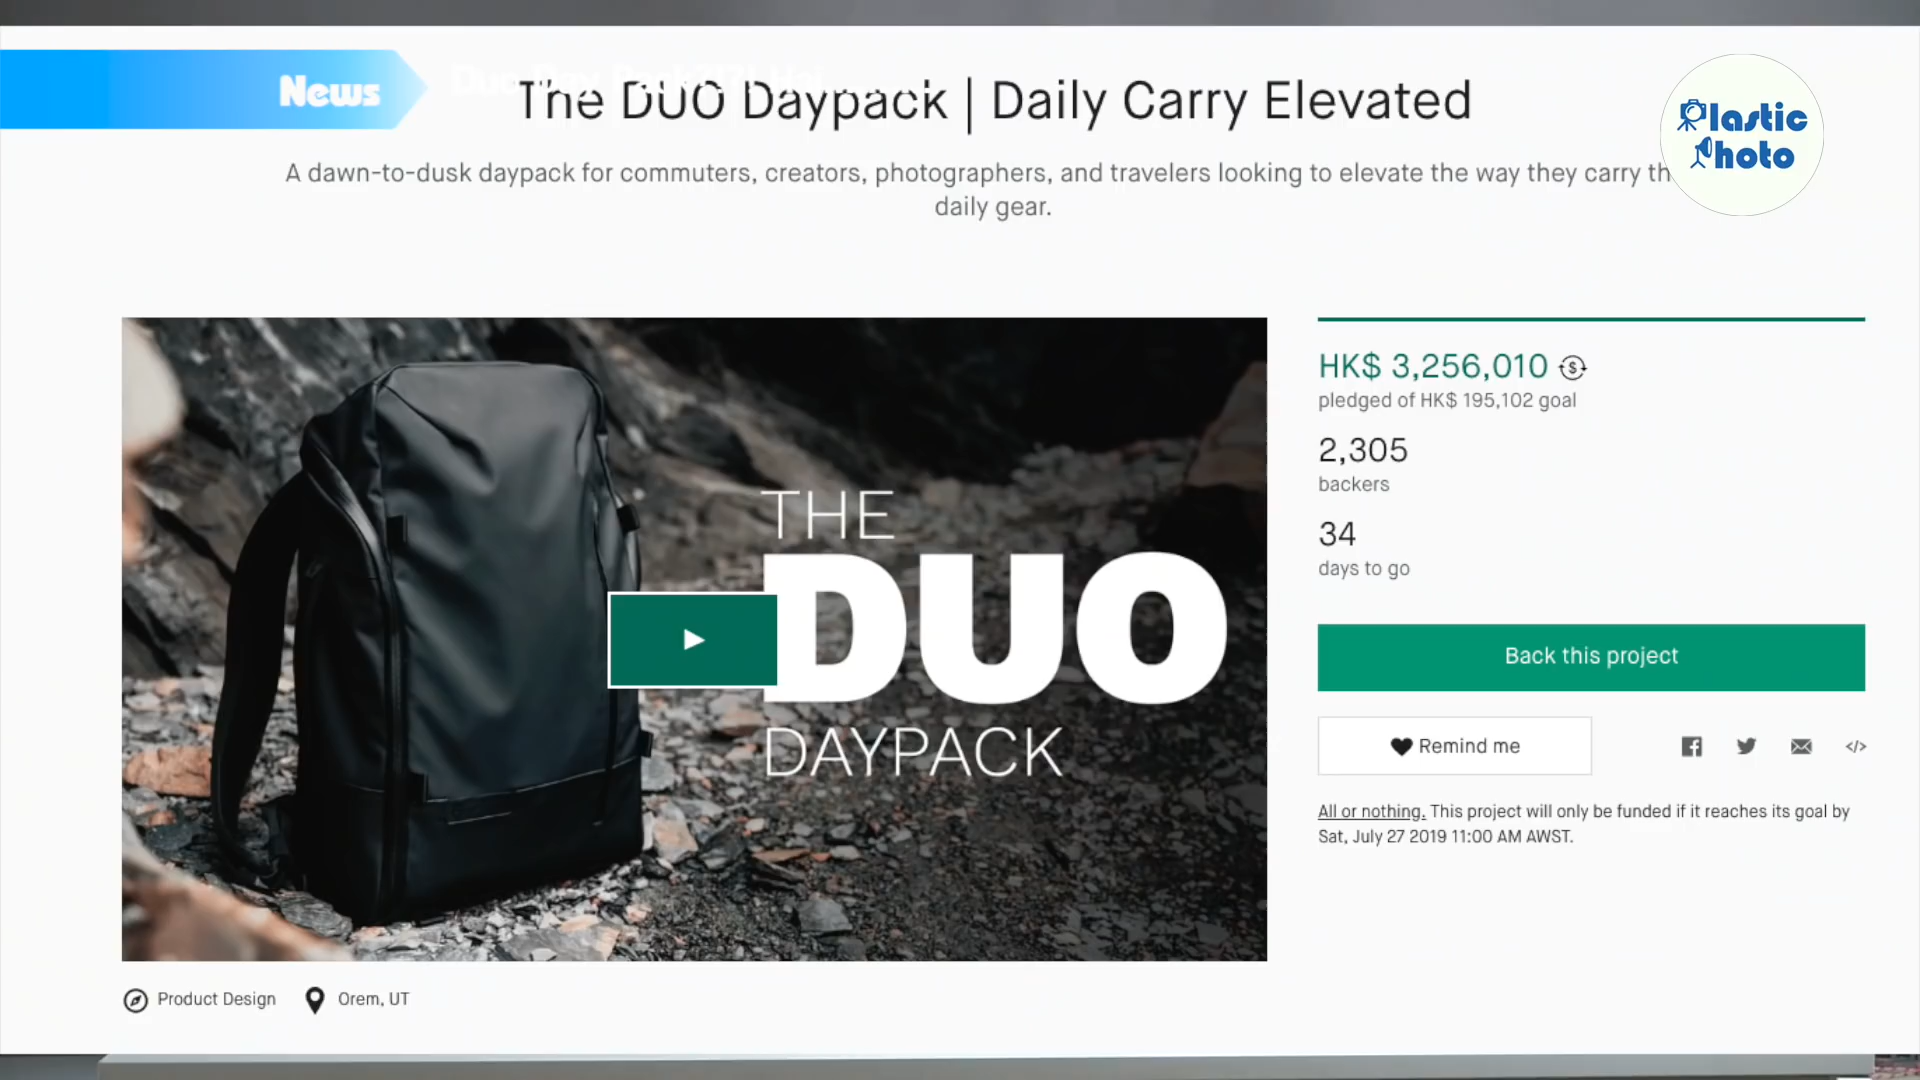 News
The DUO Daypack | Daily Carry Elevated
Plastic
Photo
A dawn-to-dusk daypack for commuters, creators, photographers, and travelers looking to elevate the way they carry
daily gear.
THE
DUO
DAYPACK
HK$ 3,256,010
pledged of HK$ 195,102 goal
2,305
backers
34
days to go
Back this project
Remind me
All or nothing. This project will only be funded if it reaches its goal by
Sat, July 27 2019 11:00 AM AWST.
Product Design
Orem, UT